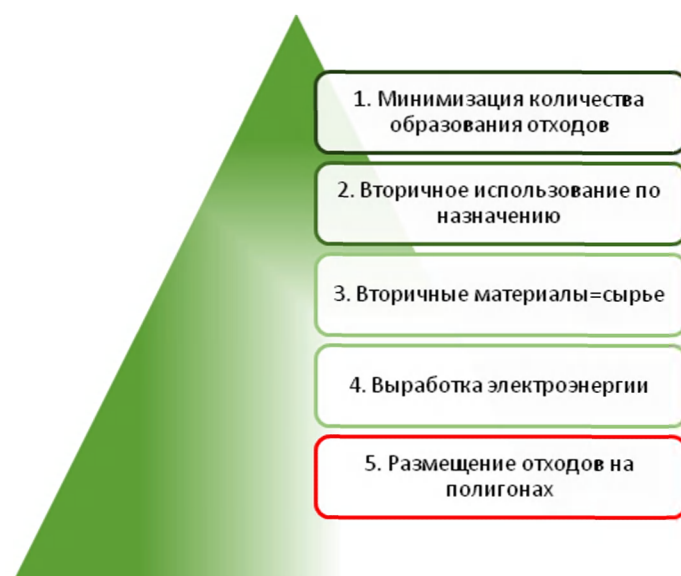 1. Минимизация количества
образования отходов
2. Вторичное использование по
назначению
3. Вторичные материалы=сырье
4. Выработка электроэнергии
5. Размещение отходов на
полигонах